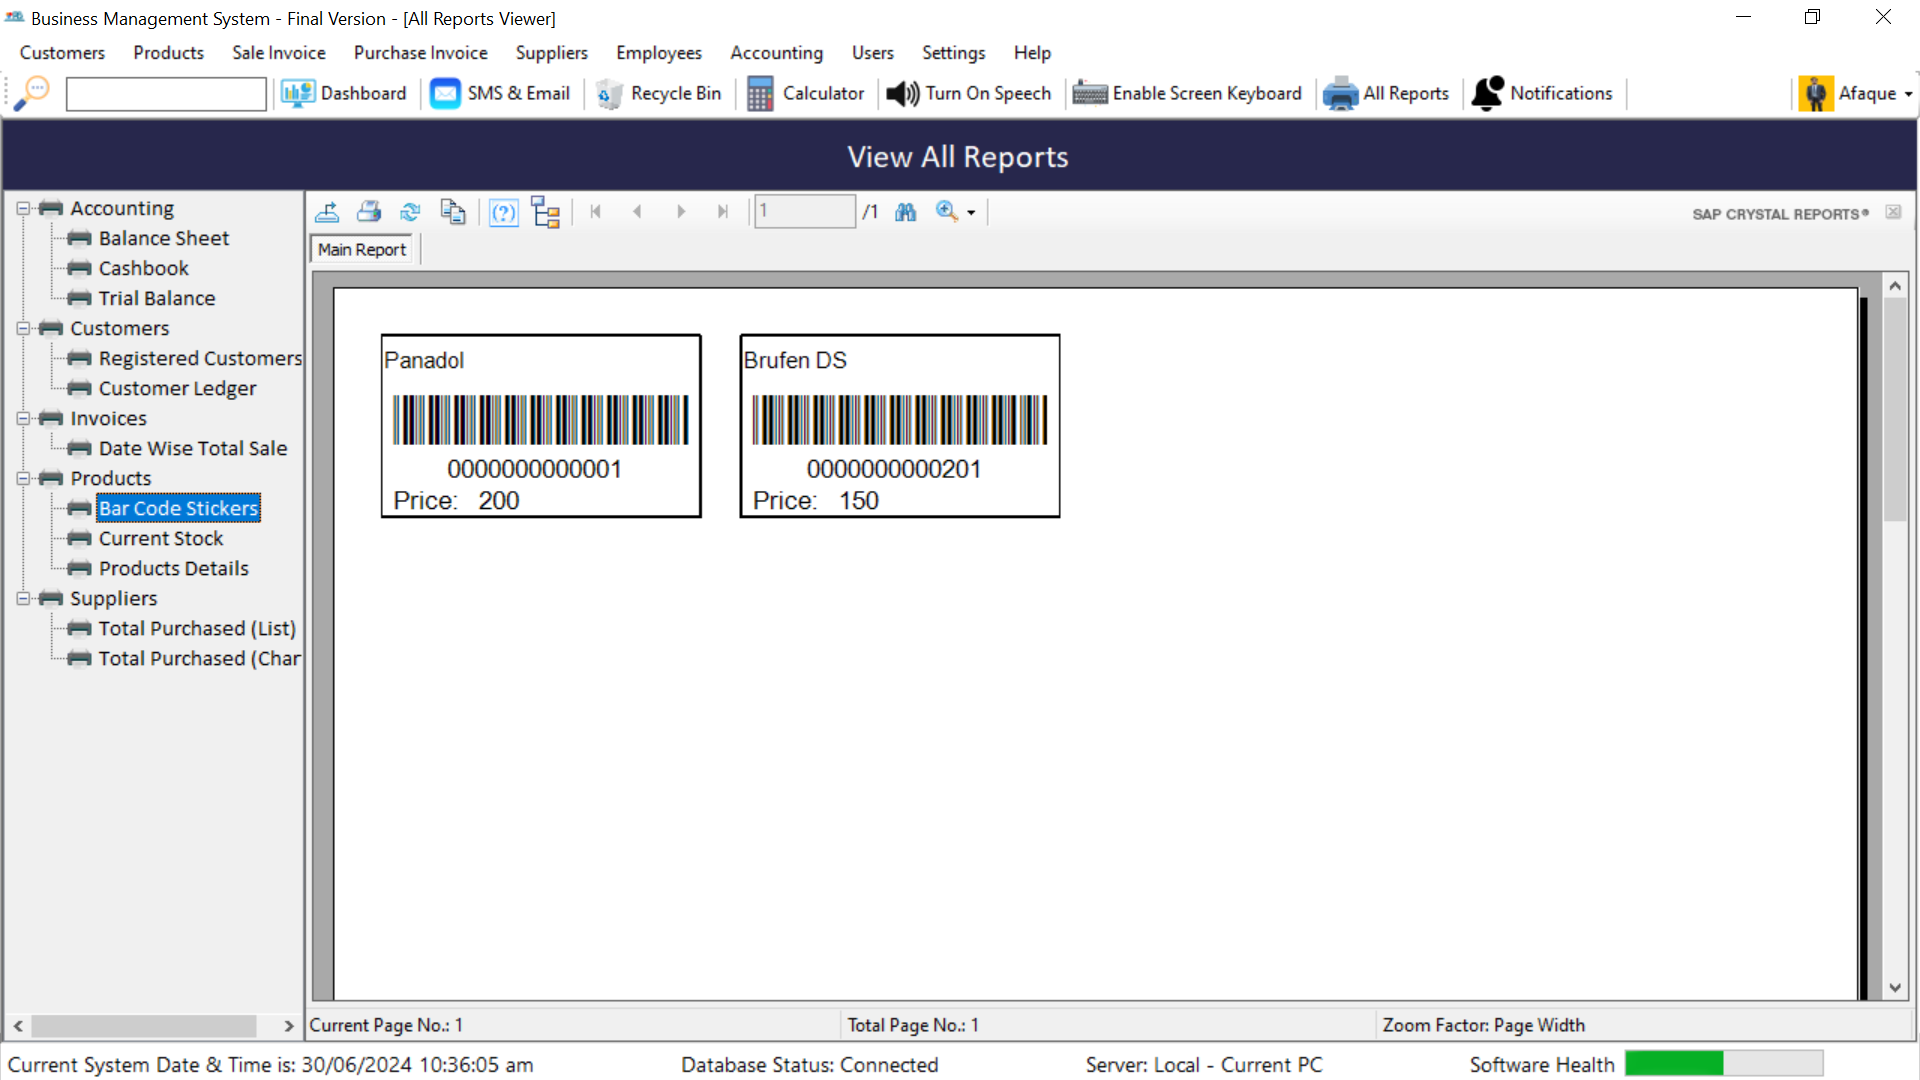 Business Management System - Final Version - [All Reports Viewer]
Customers Products Sale Invoice Purchase Invoice Suppliers Employees Accounting Users Settings Help
Dashboard SMS & Email Recycle Bin Calculator Turn On Speech Enable Screen Keyboard All Reports Notifications Afaque
View All Reports
Accounting
Balance Sheet
Cashbook
Trial Balance
Customers
Registered Customers
Customer Ledger
Invoices
Date Wise Total Sale
Products
Bar Code Stickers
Current Stock
Products Details
Suppliers
Total Purchased (List)
Total Purchased (Char
1 /1
SAP CRYSTAL REPORTS®
Main Report
Panadol
0000000000001
Price: 200
Brufen DS
0000000000201
Price: 150
Current Page No.: 1 Total Page No.: 1 Zoom Factor: Page Width
Current System Date & Time is: 30/06/2024 10:36:05 am Database Status: Connected Server: Local - Current PC Software Health